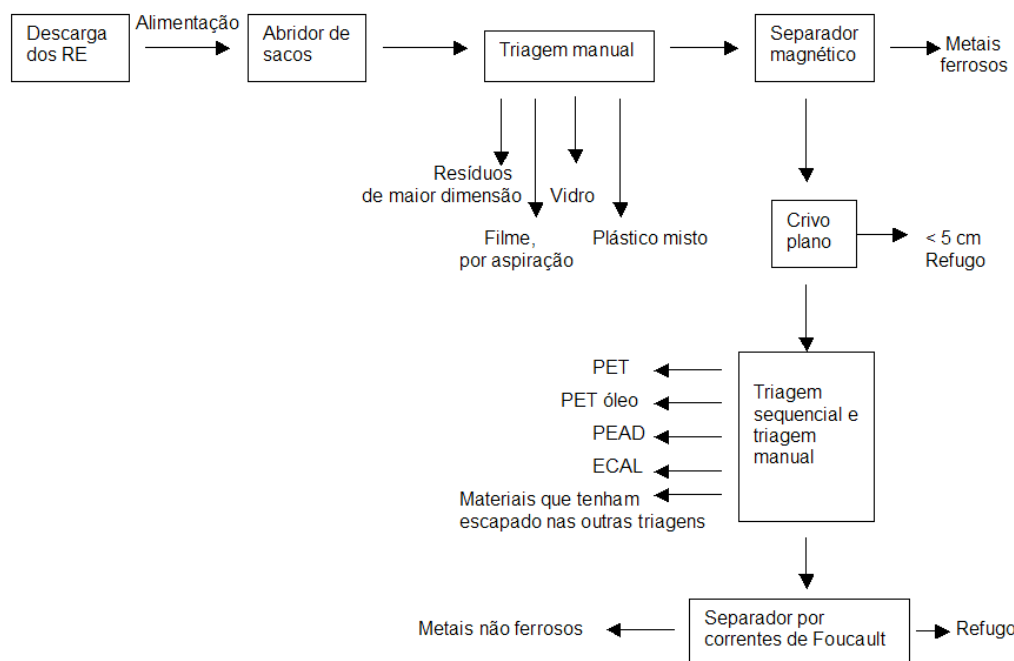 Descarga
dos RE
Alimentação
Abridor de
sacos
Triagem manual
Separador
magnético
Metais
ferrosos
Resíduos
de maior dimensão
Vidro
Filme,
por aspiração
Plástico misto
Crivo
plano
< 5 cm
Refugo
PET
PET óleo
PEAD
ECAL
Materiais que tenham
escapado nas outras triagens
Triagem
sequencial e
triagem
manual
Metais não ferrosos
Separador por
correntes de Foucault
Refugo